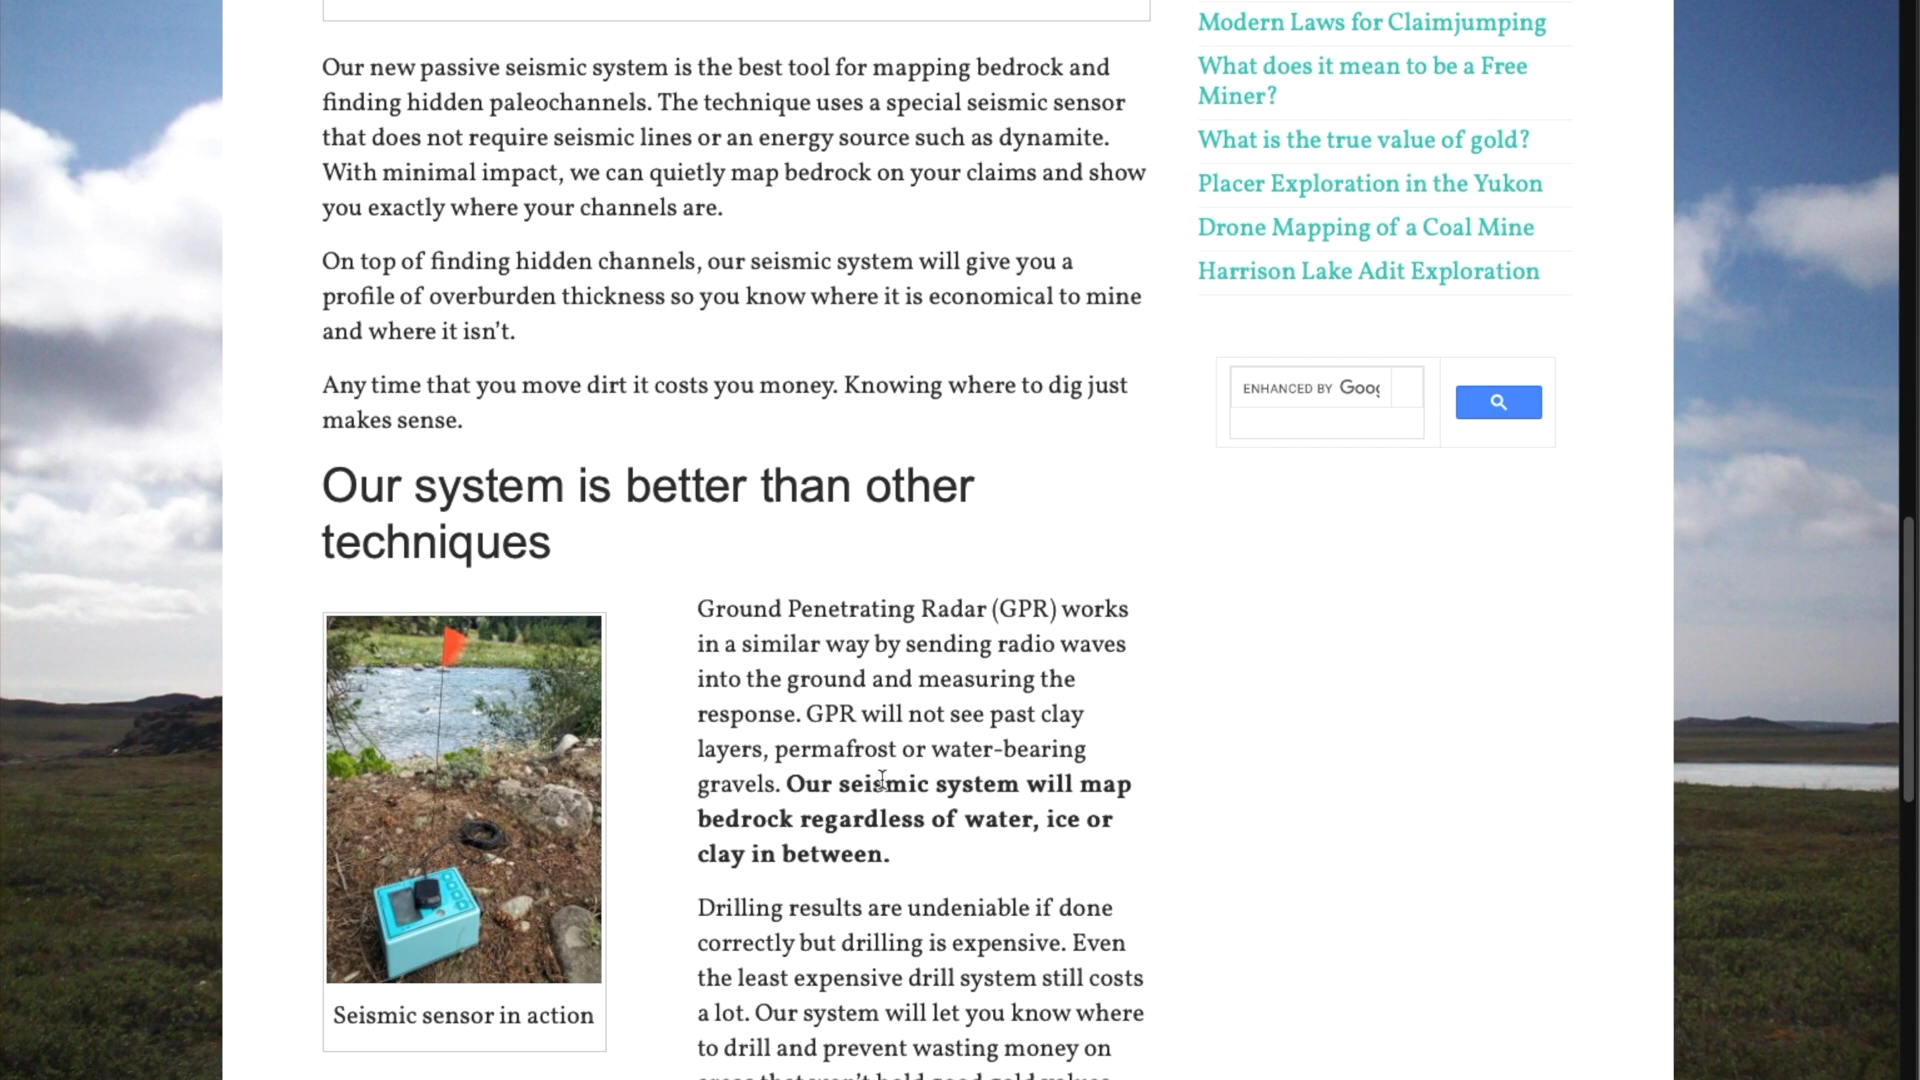 Our new passive seismic system is the best tool for mapping bedrock and
finding hidden paleochannels. The technique uses a special seismic sensor
that does not require seismic lines or an energy source such as dynamite.
With minimal impact, we can quietly map bedrock on your claims and show
you exactly where your channels are.
On top of finding hidden channels, our seismic system will give you a
profile of overburden thickness so you know where it is economical to mine
and where it isn't.
Any time that you move dirt it costs you money. Knowing where to dig just
makes sense.
Our system is better than other
techniques
Seismic sensor in action
Ground Penetrating Radar (GPR) works
in a similar way by sending radio waves
into the ground and measuring the
response. GPR will not see past clay
layers, permafrost or water-bearing
gravels. Our seismic system will map
bedrock regardless of water, ice or
clay in between.
Drilling results are undeniable if done
correctly but drilling is expensive. Even
the least expensive drill system still costs
a lot. Our system will let you know where
to drill and prevent wasting money on
Modern Laws for Claimjumping
What does it mean to be a Free
Miner?
What is the true value of gold?
Placer Exploration in the Yukon
Drone Mapping of a Coal Mine
Harrison Lake Adit Exploration
ENHANCED BY Goog